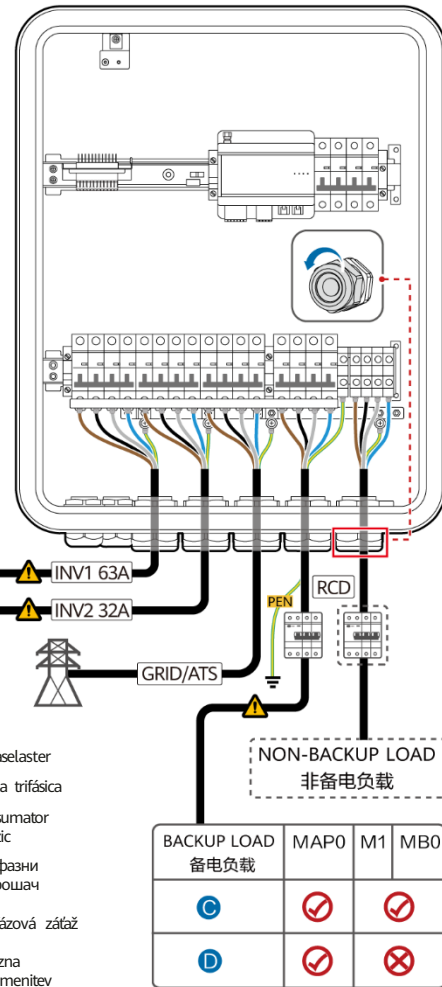 INV1 63A
INV2 32A
GRID/ATS
PEN
RCD
NON-BACKUP LOAD
非备电负载
aselaster
a trifásica
sumator
zic
фазни
рошач
ázová záťaž
zna
menitev
BACKUP LOAD MAP0 M1 MB0
备电负载
C
D